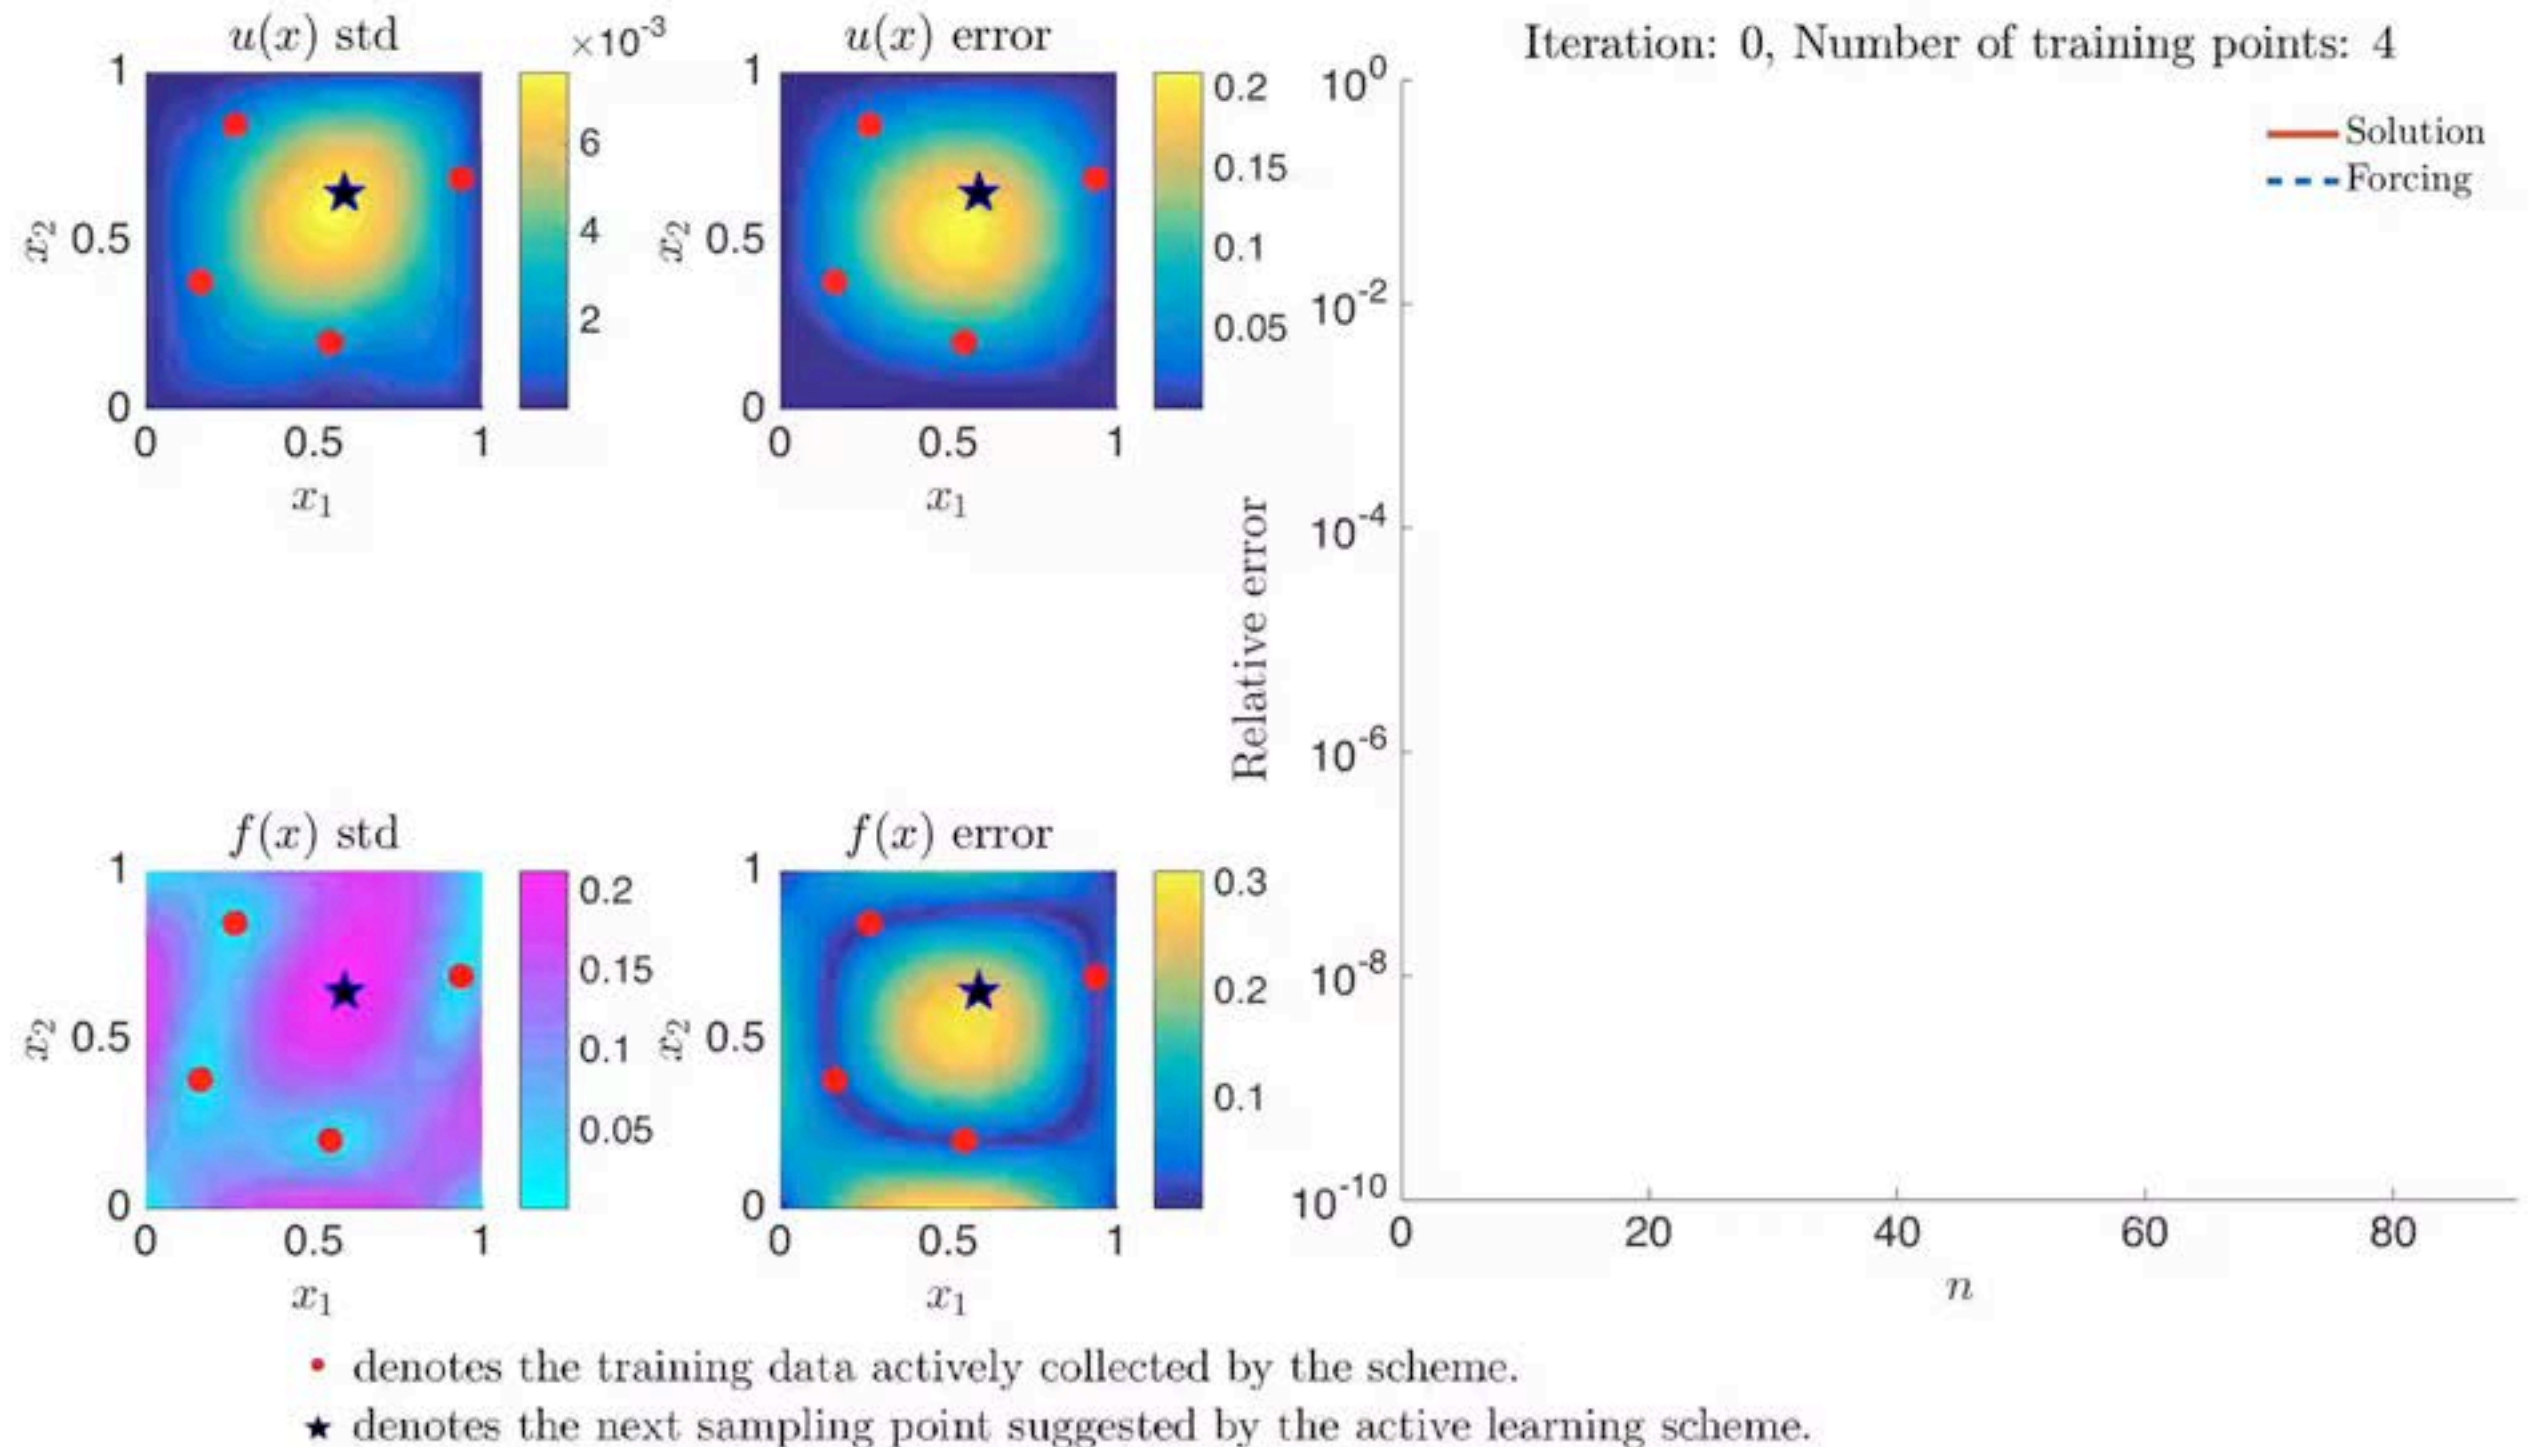 u(x) std
×10⁻³
1
0.5
0
0
0.5
1
x₂
x₁
6
4
2
u(x) error
1
0.5
0
0
0.5
1
x₂
x₁
0.2
0.15
0.1
0.05
Iteration: 0, Number of training points: 4
10⁰
10⁻²
10⁻⁴
10⁻⁶
10⁻⁸
10⁻¹⁰
Relative error
Solution
Forcing
0
20
40
60
80
n
f(x) std
1
0.5
0
0
0.5
1
x₂
x₁
0.2
0.15
0.1
0.05
f(x) error
1
0.5
0
0
0.5
1
x₂
x₁
0.3
0.2
0.1
denotes the training data actively collected by the scheme.
denotes the next sampling point suggested by the active learning scheme.